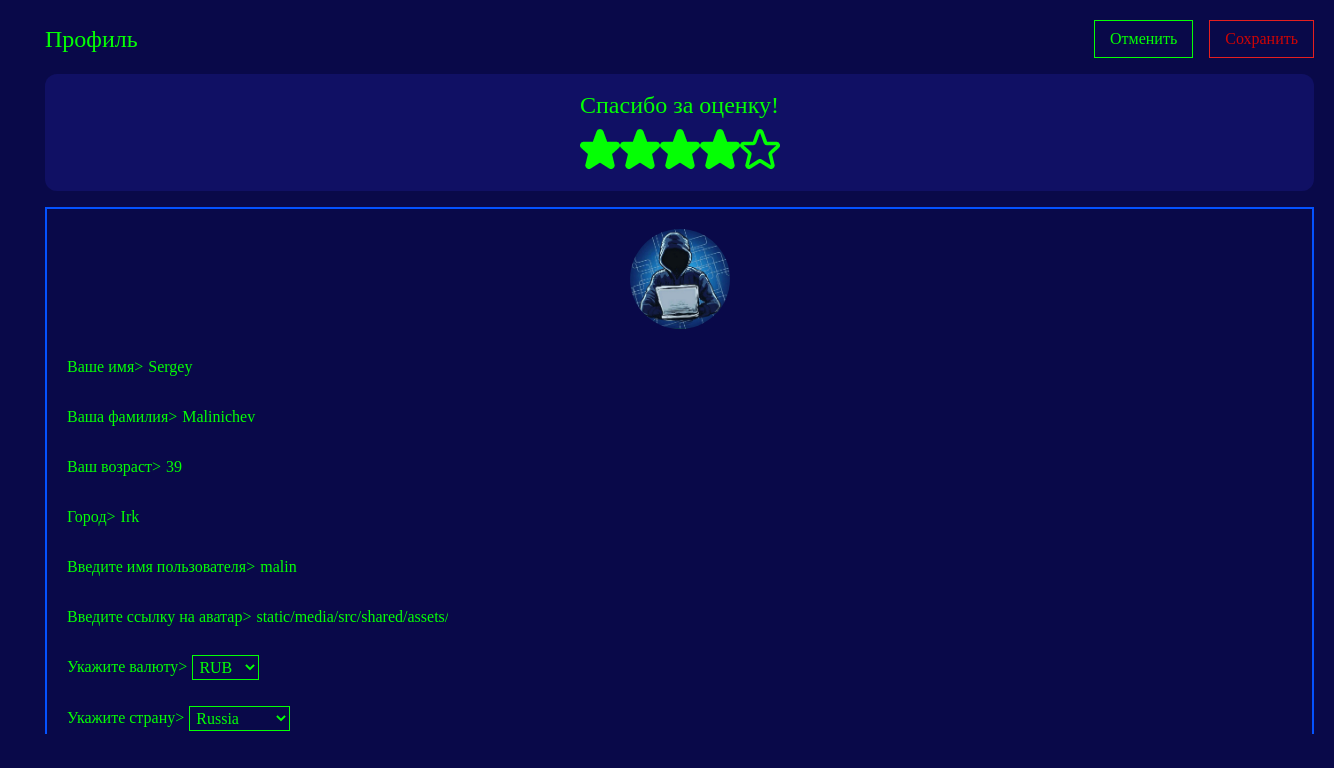 Профиль
Отменить
Сохранить
Спасибо за оценку!
Ваше имя> Sergey
Ваша фамилия> Malinichev
Ваш возраст> 39
Город> Irk
Введите имя пользователя> malin
Введите ссылку на аватар> static/media/src/shared/assets/
Укажите валюту> RUB
Укажите страну> Russia